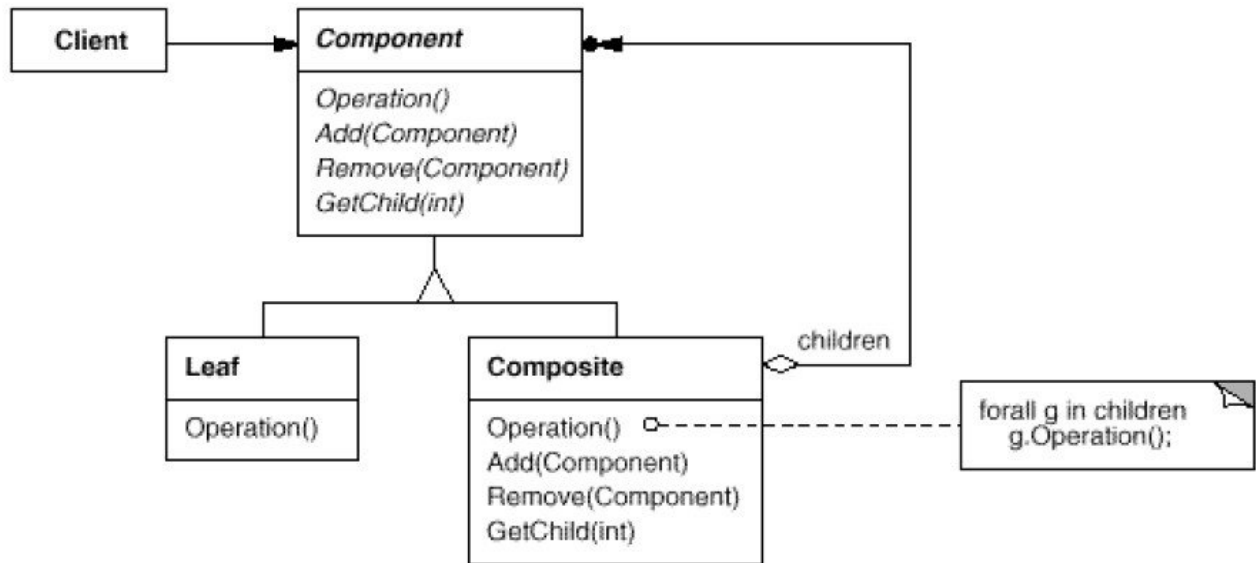 Client
Component
Operation()
Add(Component)
Remove(Component)
GetChild(int)
Leaf
Operation()
Composite
Operation()
Add(Component)
Remove(Component)
GetChild(int)
children
forall g in children
g.Operation();